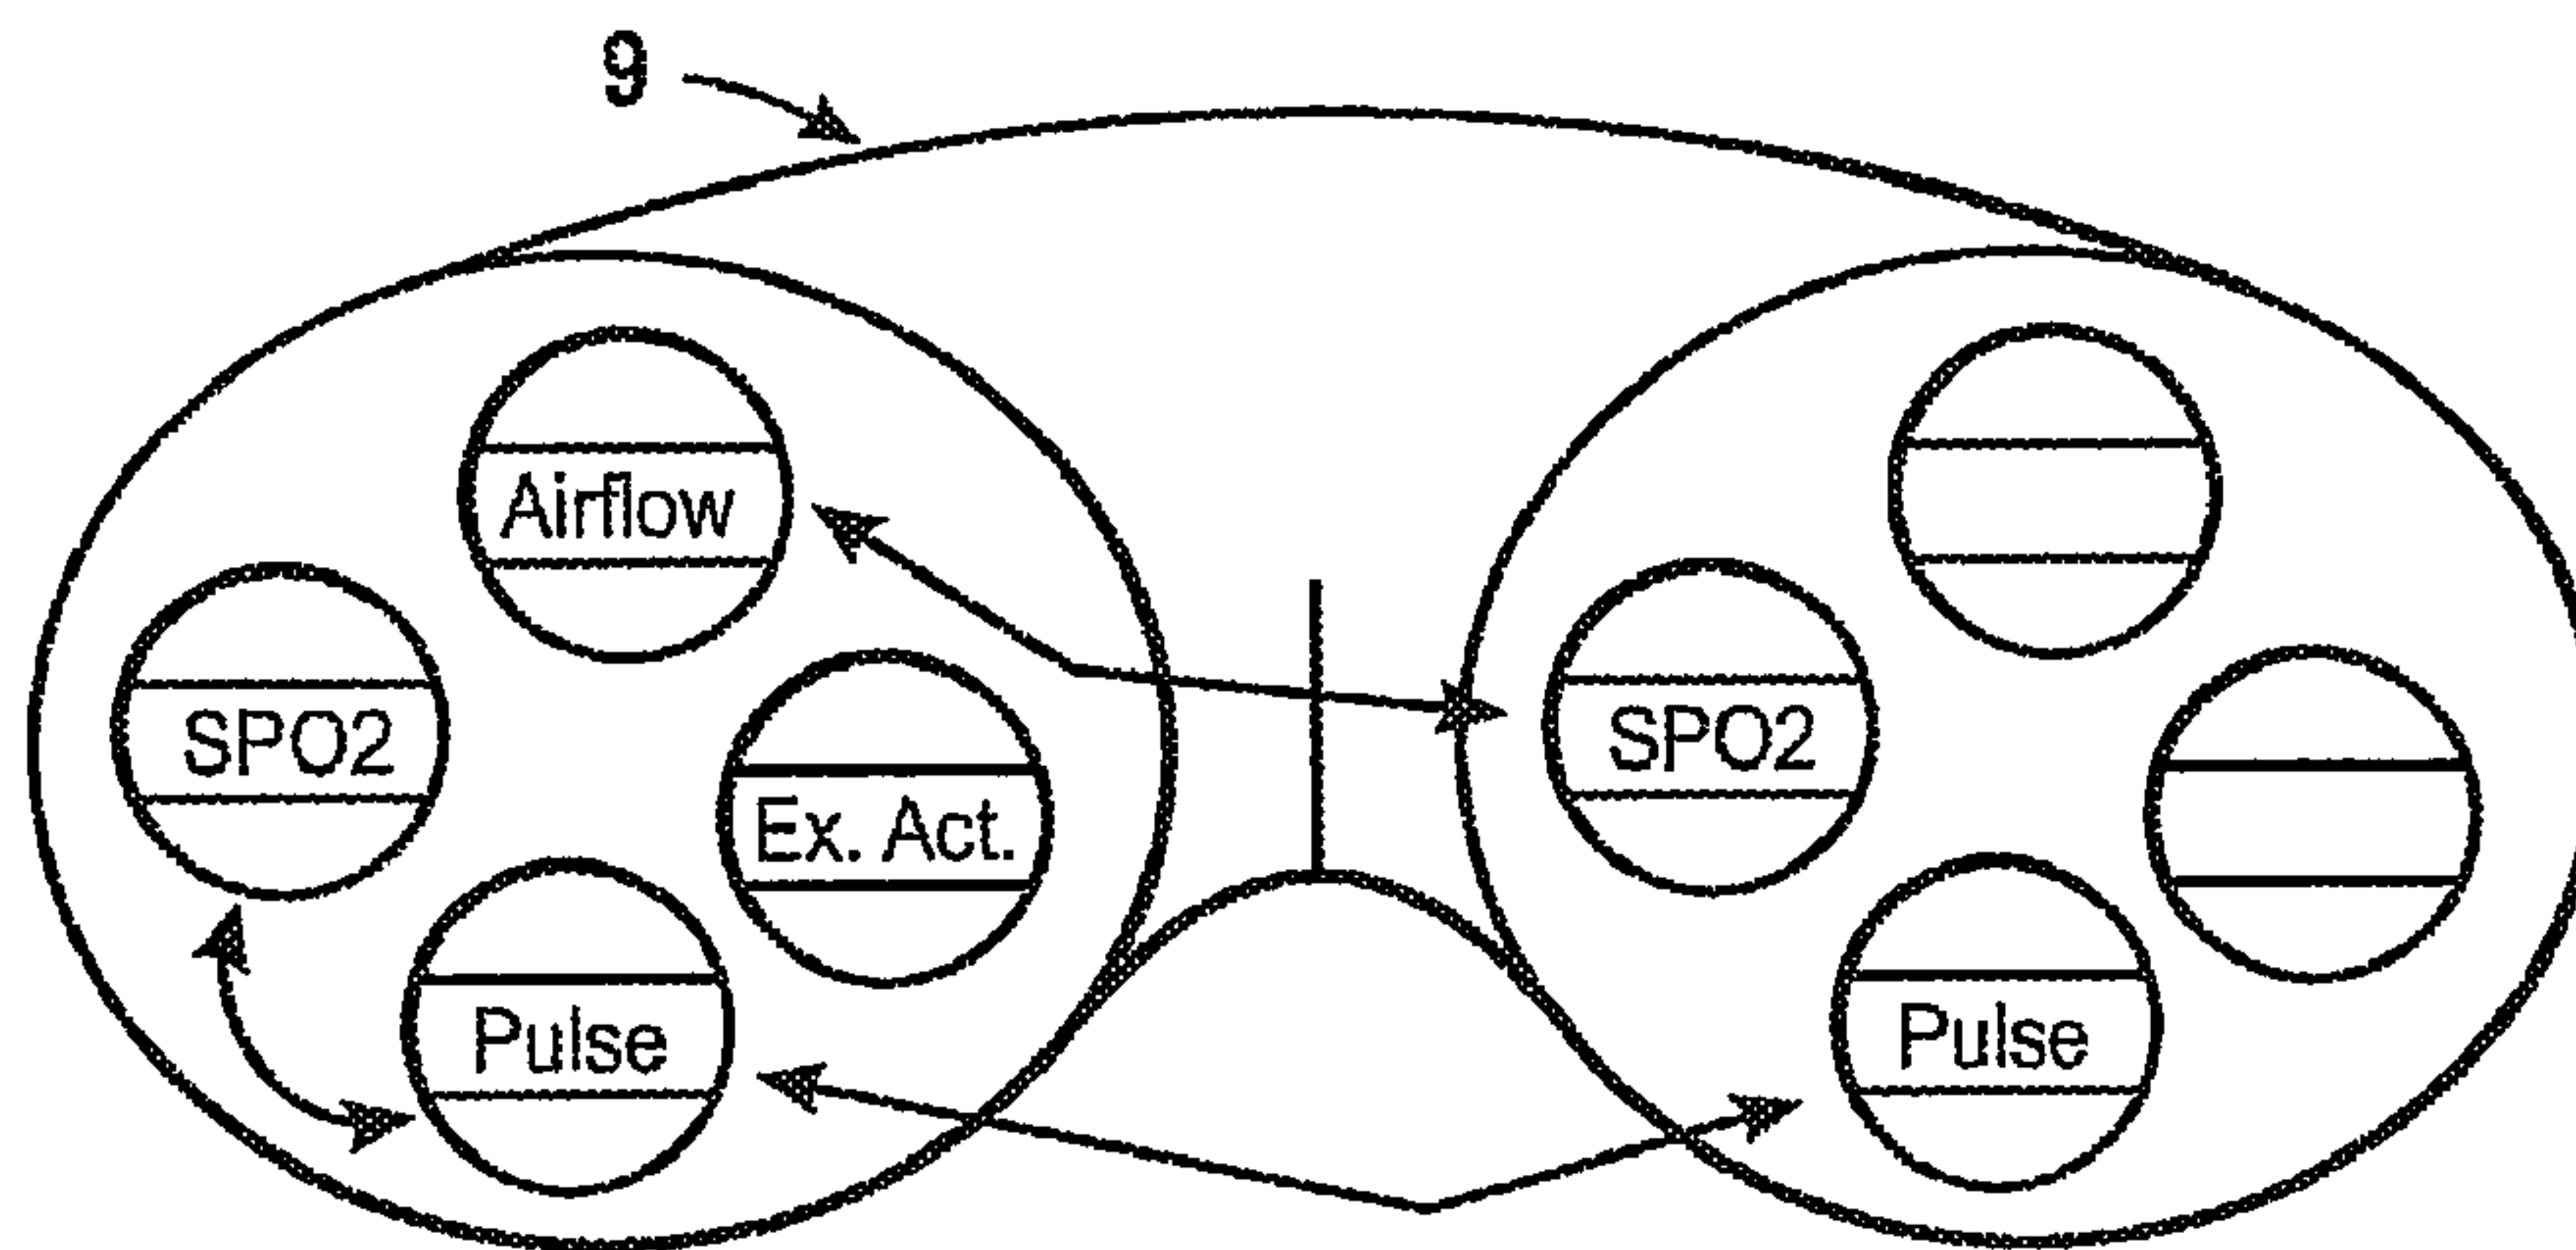 9
Airflow
SPO2
Ex. Act.
Pulse
SPO2
Pulse